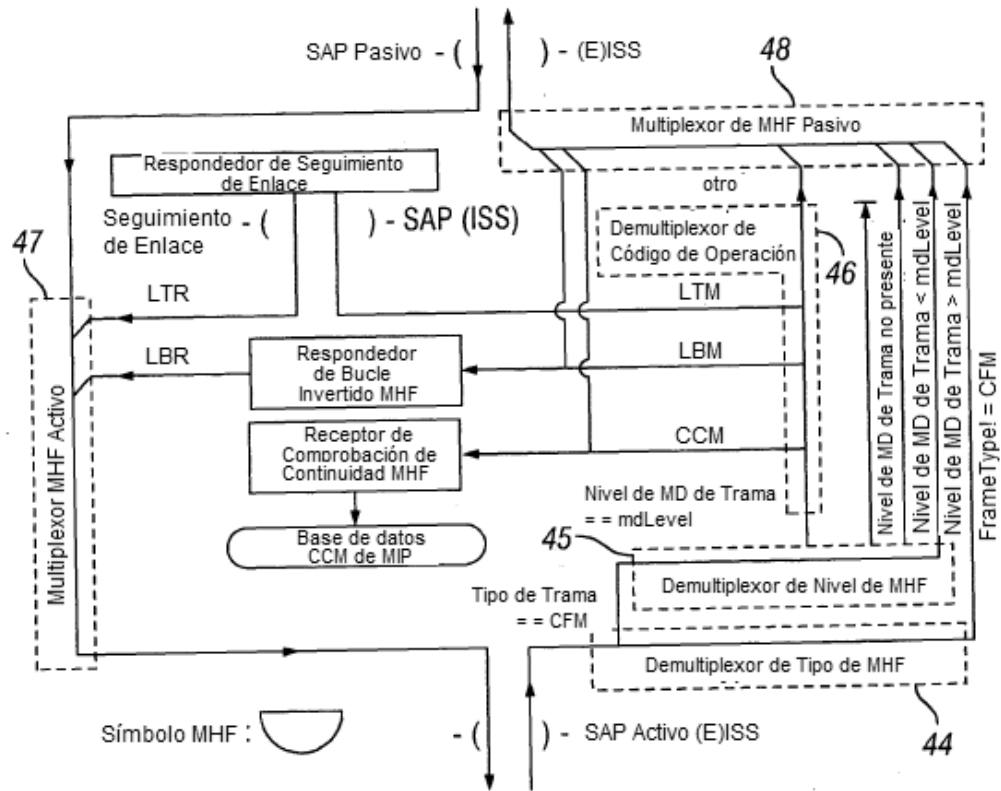 SAP Pasivo - ( ) - (E)ISS
48
Multiplexor de MHF Pasivo
Respondedor de Seguimiento
de Enlace
otro
Seguimiento - ( ) - SAP (ISS)
de Enlace
47
Demultiplexor de
Código de Operación
46
LTR
LTM
LBR
Respondedor
de Bucle
Invertido MHF
LBM
Receptor de
Comprobación de
Continuidad MHF
CCM
Base de datos
CCM de MIP
Nivel de MD de Trama
= = mdLevel
Multiplexor MHF Activo
Nivel de MD de Trama no presente
Nivel de MD de Trama < mdLevel
Nivel de MD de Trama > mdLevel
FrameType! = CFM
45
Demultiplexor de Nivel de MHF
Tipo de Trama
= = CFM
Demultiplexor de Tipo de MHF
44
Símbolo MHF :
- ( ) - SAP Activo (E)ISS